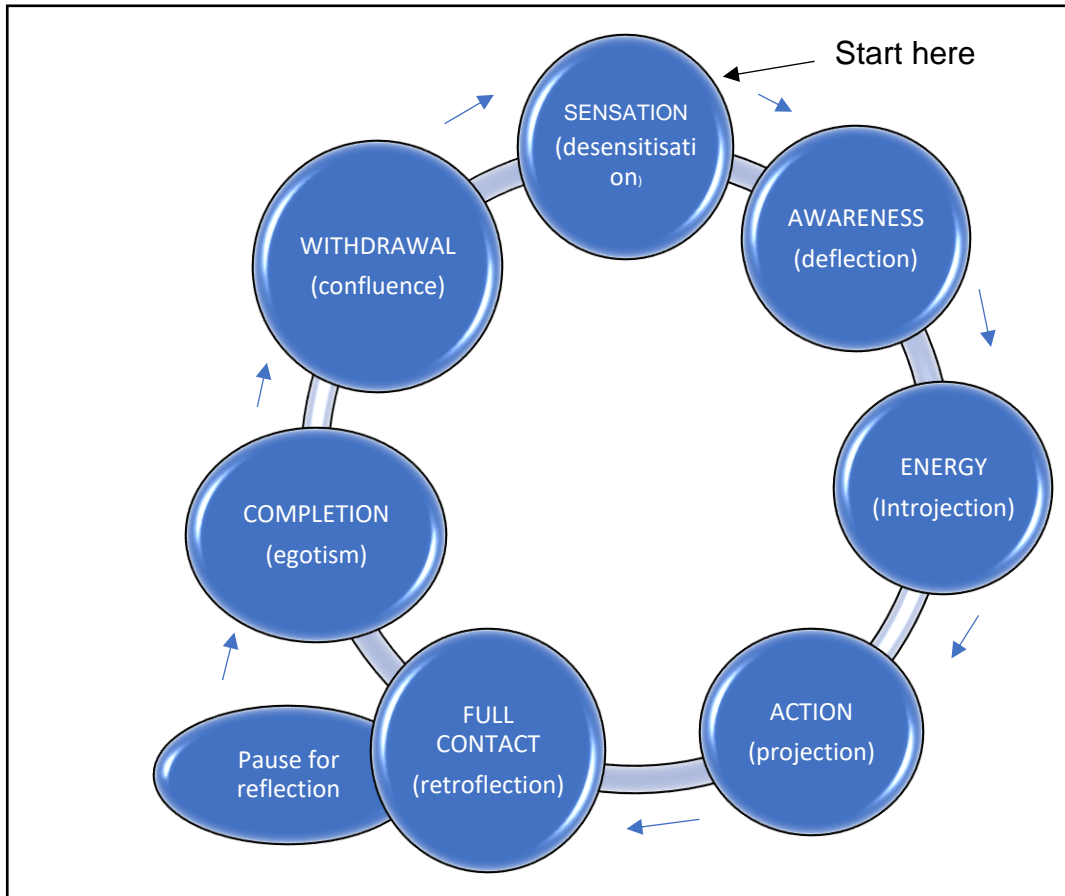 Start here
SENSATION
(desensitisati
on)
AWARENESS
(deflection)
ENERGY
(Introjection)
ACTION
(projection)
FULL
CONTACT
(retroflection)
Pause for
reflection
COMPLETION
(egotism)
WITHDRAWAL
(confluence)